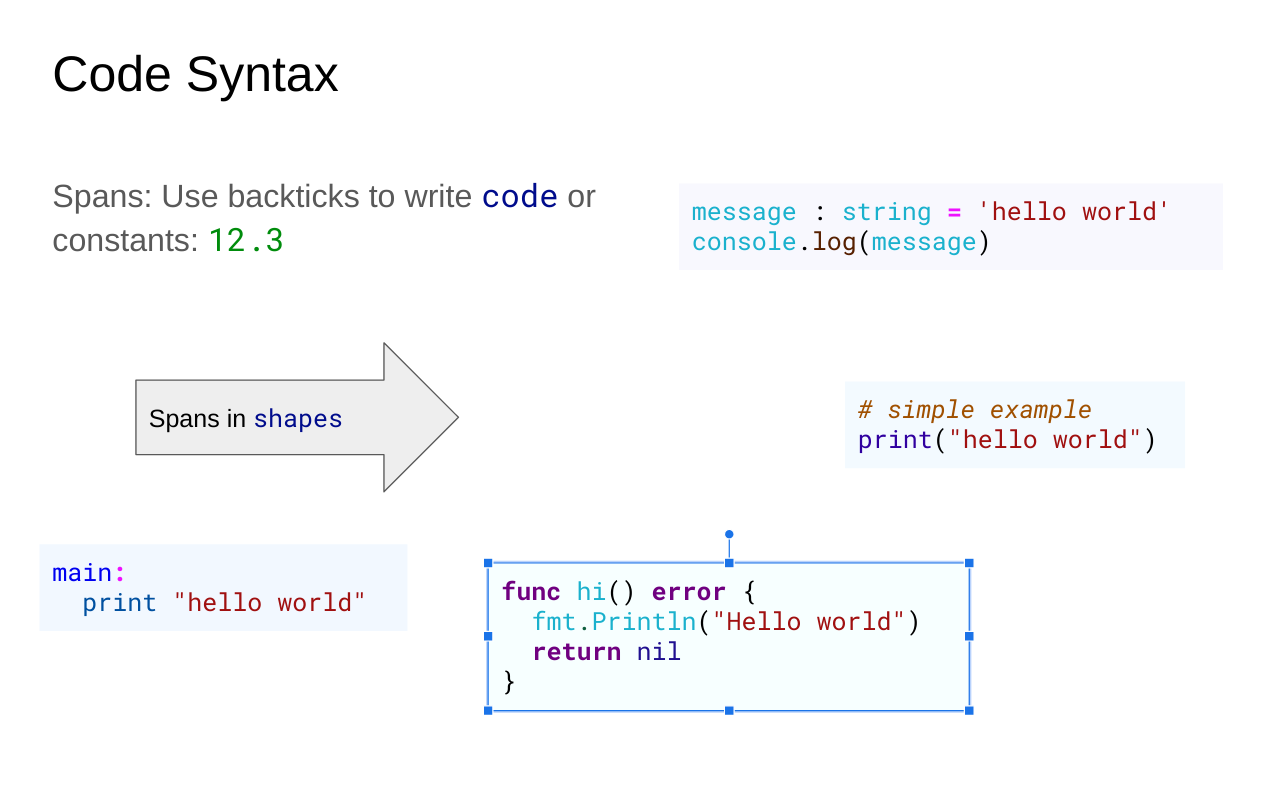 Code Syntax
Spans: Use backticks to write code or
constants: 12.3
message : string = 'hello world'
console.log(message)
Spans in shapes
# simple example
print("hello world")
main:
  print "hello world"
func hi() error {
  fmt.Println("Hello world")
  return nil
}